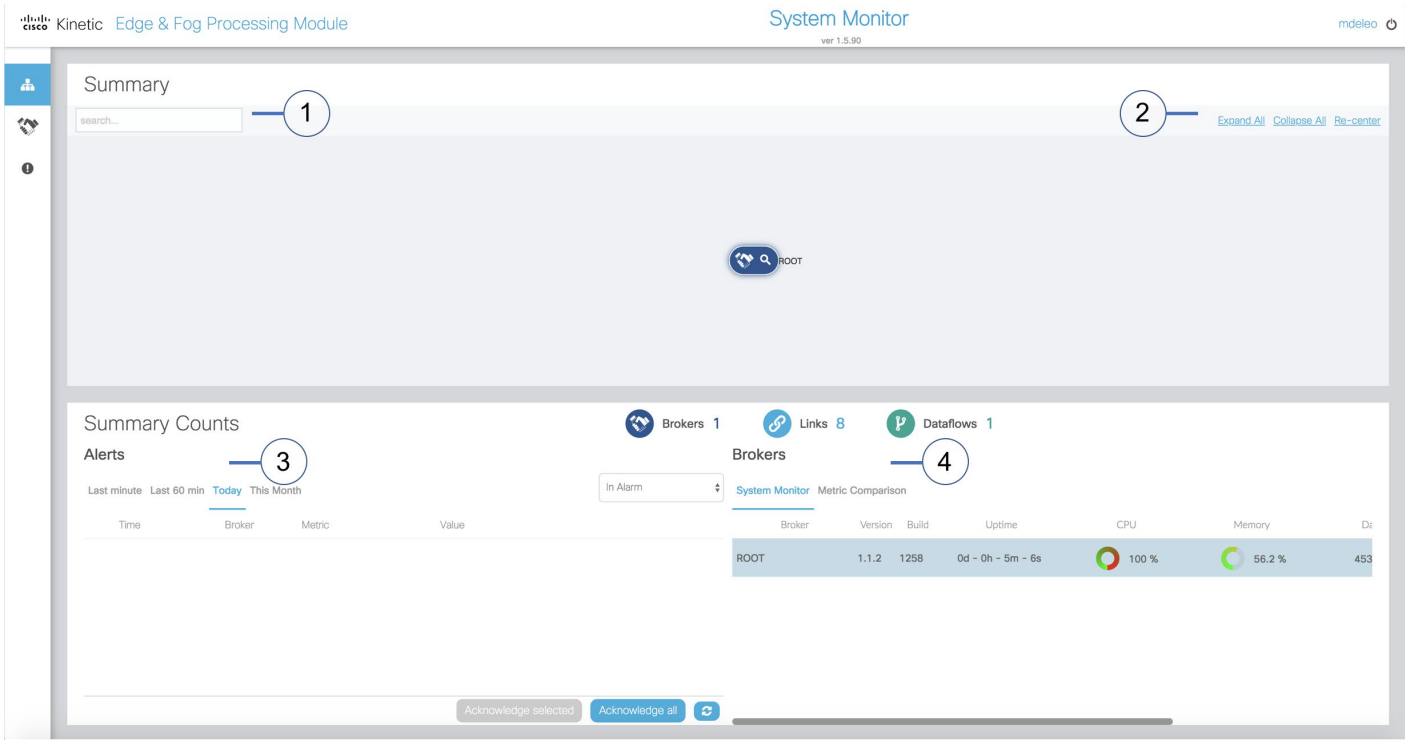 cisco Kinetic Edge & Fog Processing Module
System Monitor
ver 1.5.90
mdeleo
Summary
search...
1
2
Expand All Collapse All Re-center
ROOT
Summary Counts
Brokers 1 Links 8 Dataflows 1
Alerts
3
Last minute Last 60 min Today This Month
In Alarm
Time Broker Metric Value
Acknowledge selected Acknowledge all
Brokers
4
System Monitor Metric Comparison
Broker Version Build Uptime CPU Memory Da
ROOT 1.1.2 1258 0d - 0h - 5m - 6s 100 % 56.2 % 453